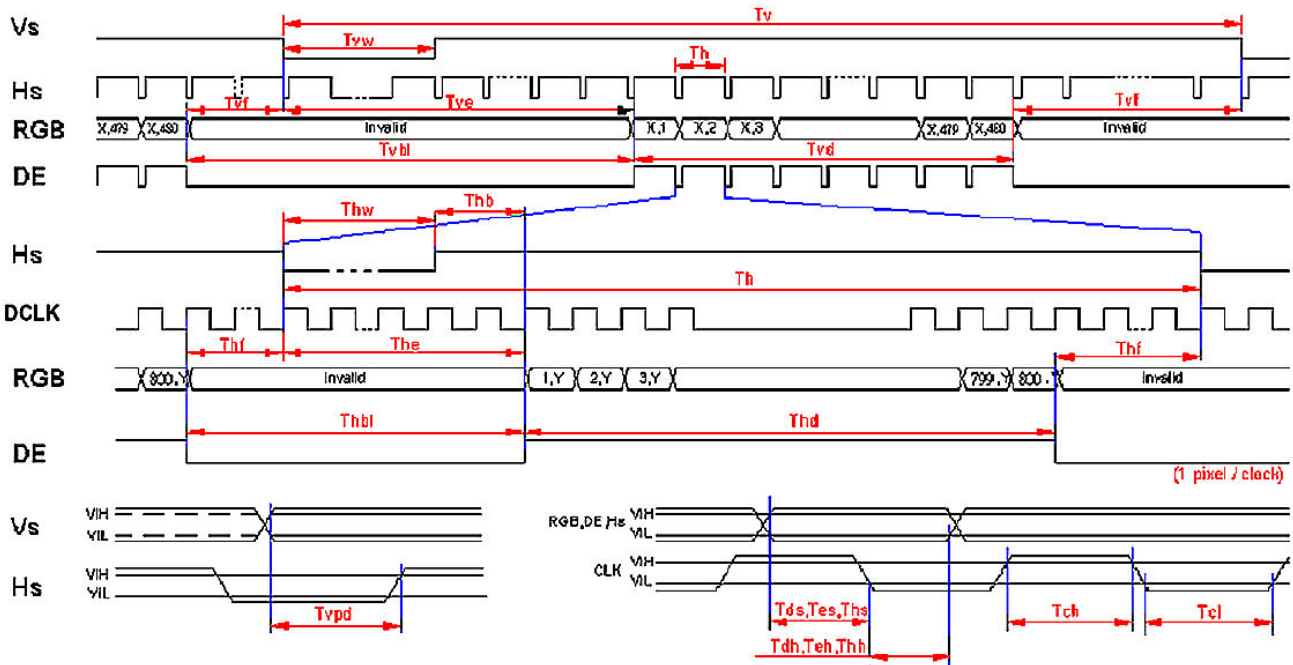 Vs Tv
Tvw
Th
Hs
Tvf Tve Tvf
RGB X,479 X,480 Invalid X,1 X,2 X,3 X,479 X,480 Invalid
Tvbl Tvd
DE
Thw Thb
Hs
Th
DCLK
Thf The Thf
RGB 800,Y Invalid 1,Y 2,Y 3,Y 799,Y 800,Y Invalid
Thbl Thd
DE
(1 pixel / clock)
Vs VIH
VIL
RGB,DE,Hs VIH
VIL
Hs VIH
VIL
CLK VIH
VIL
Tvpd
Tds,Tes,Ths Tch Tcl
Tdh,Teh,Thh